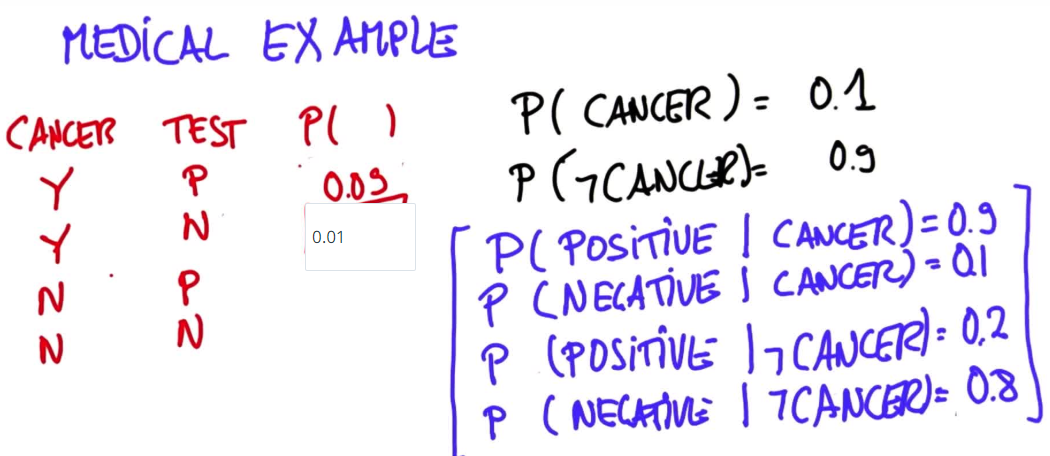 MEDICAL EXAMPLE
CANCER TEST P( )
Y P 0.09
Y N 0.01
N P
N N
P( CANCER ) = 0.1
P (¬CANCER)= 0.9
P( POSITIVE | CANCER)= 0.9
P (NEGATIVE | CANCER) = 0.1
P (POSITIVE |¬CANCER)= 0.2
P ( NEGATIVE | ¬CANCER)= 0.8